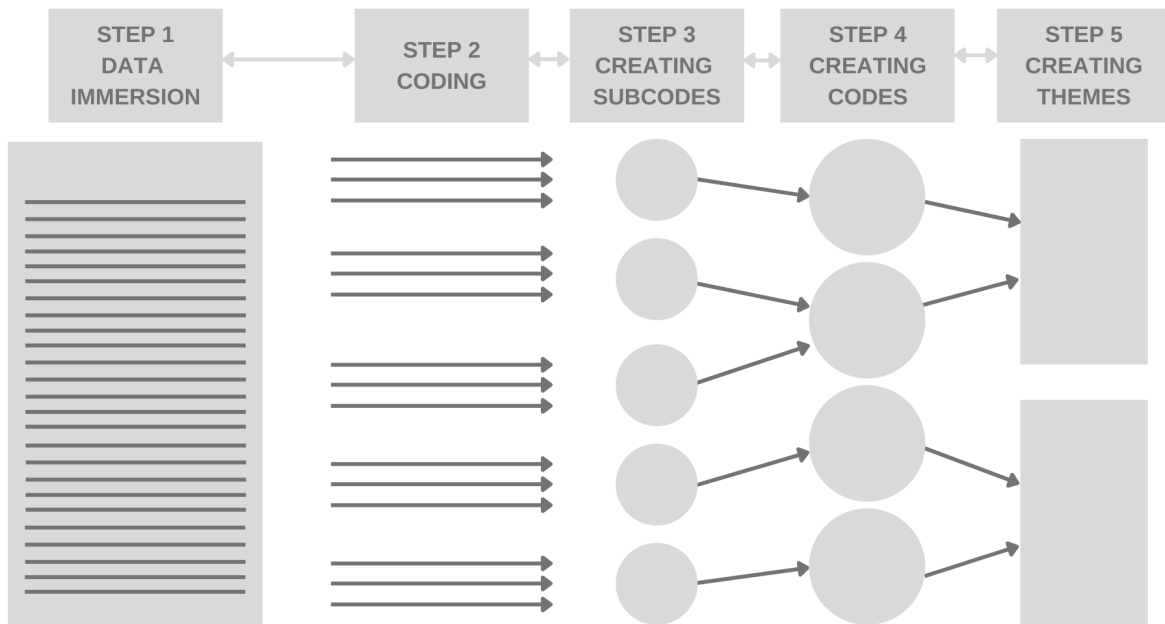 STEP 1
DATA
IMMERSION
STEP 2
CODING
STEP 3
CREATING
SUBCODES
STEP 4
CREATING
CODES
STEP 5
CREATING
THEMES